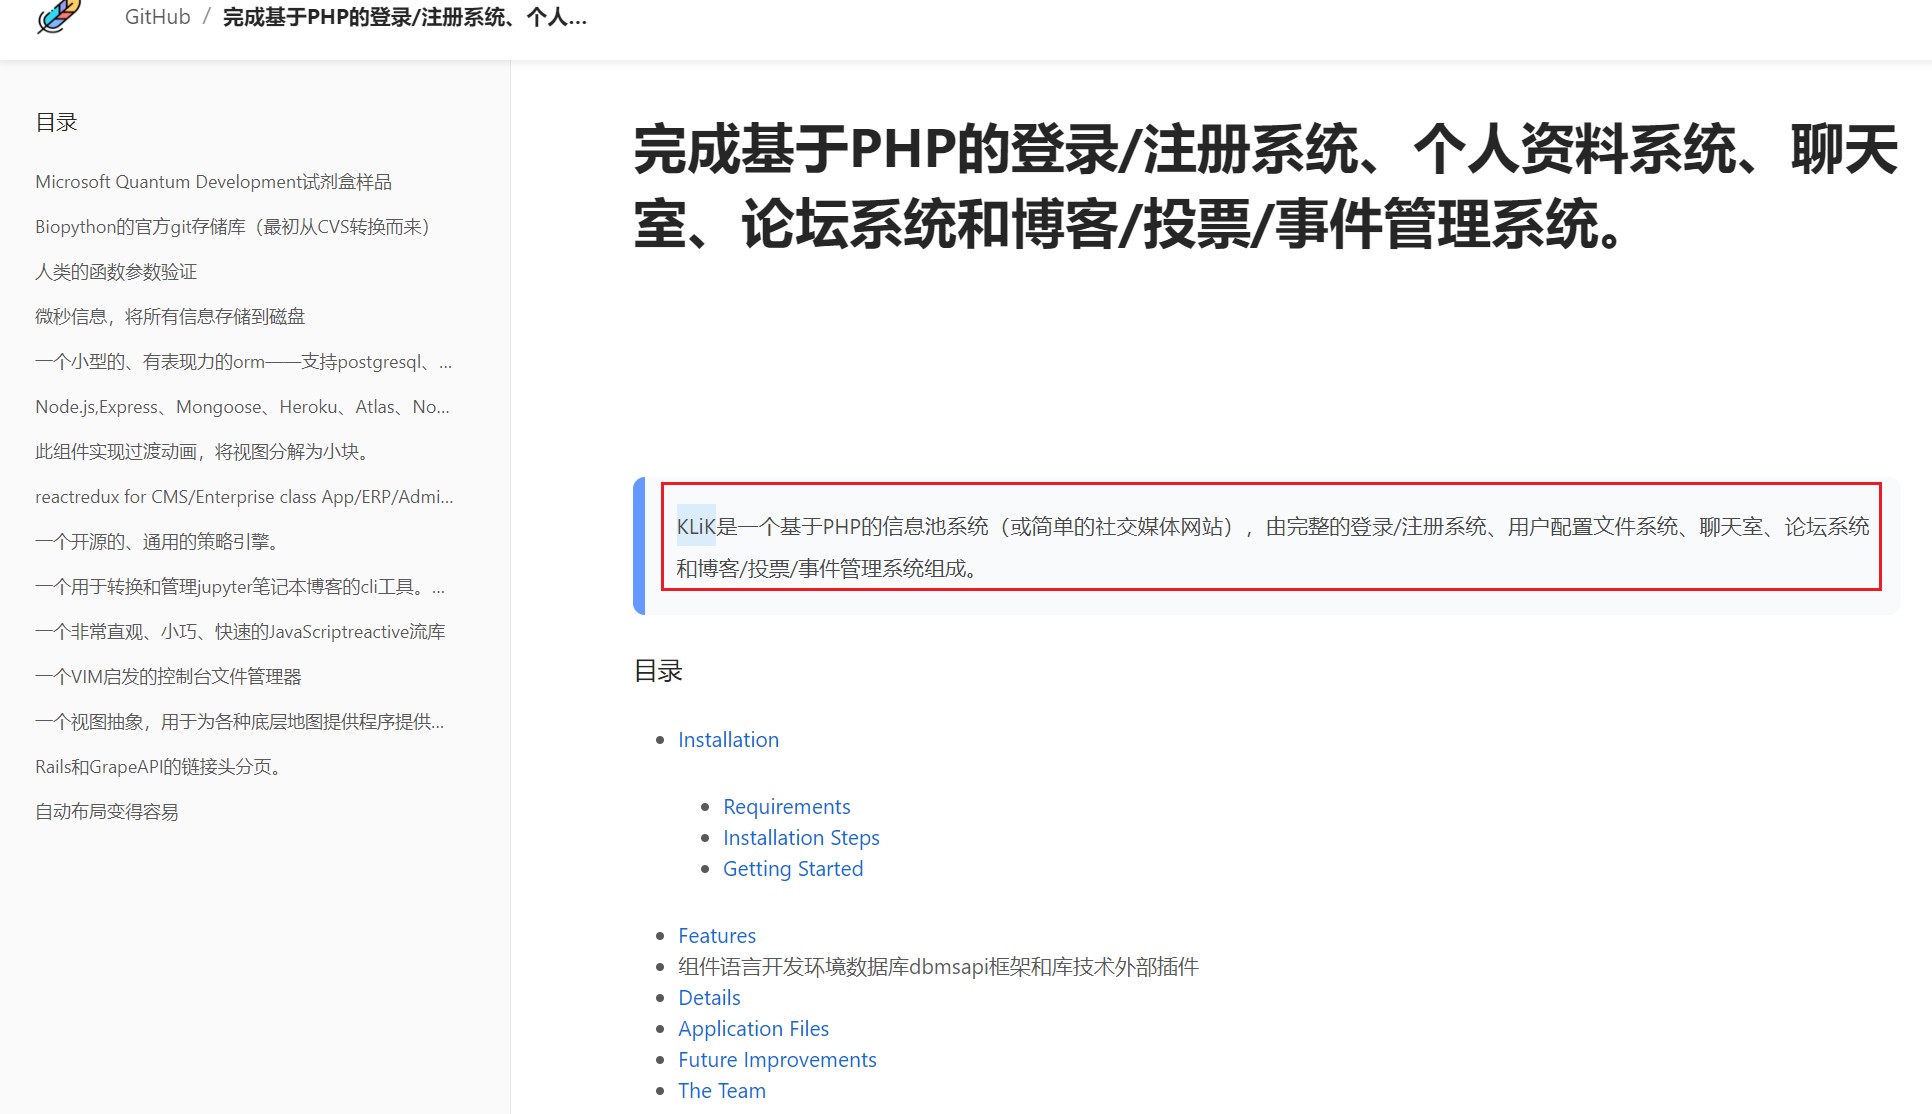 GitHub / 完成基于PHP的登录/注册系统、个人...
目录
Microsoft Quantum Development试剂盒样品
Biopython的官方git存储库（最初从CVS转换而来）
人类的函数参数验证
微秒信息，将所有信息存储到磁盘
一个小型的、有表现力的orm——支持postgresql、...
Node.js,Express、Mongoose、Heroku、Atlas、No...
此组件实现过渡动画，将视图分解为小块。
reactredux for CMS/Enterprise class App/ERP/Admi...
一个开源的、通用的策略引擎。
一个用于转换和管理jupyter笔记本博客的cli工具。...
一个非常直观、小巧、快速的JavaScriptreactive流库
一个VIM启发的控制台文件管理器
一个视图抽象，用于为各种底层地图提供程序提供...
Rails和GrapeAPI的链接头分页。
自动布局变得容易
完成基于PHP的登录/注册系统、个人资料系统、聊天
室、论坛系统和博客/投票/事件管理系统。
KLiK是一个基于PHP的信息池系统（或简单的社交媒体网站），由完整的登录/注册系统、用户配置文件系统、聊天室、论坛系统
和博客/投票/事件管理系统组成。
目录
Installation
Requirements
Installation Steps
Getting Started
Features
组件语言开发环境数据库dbmsapi框架和库技术外部插件
Details
Application Files
Future Improvements
The Team